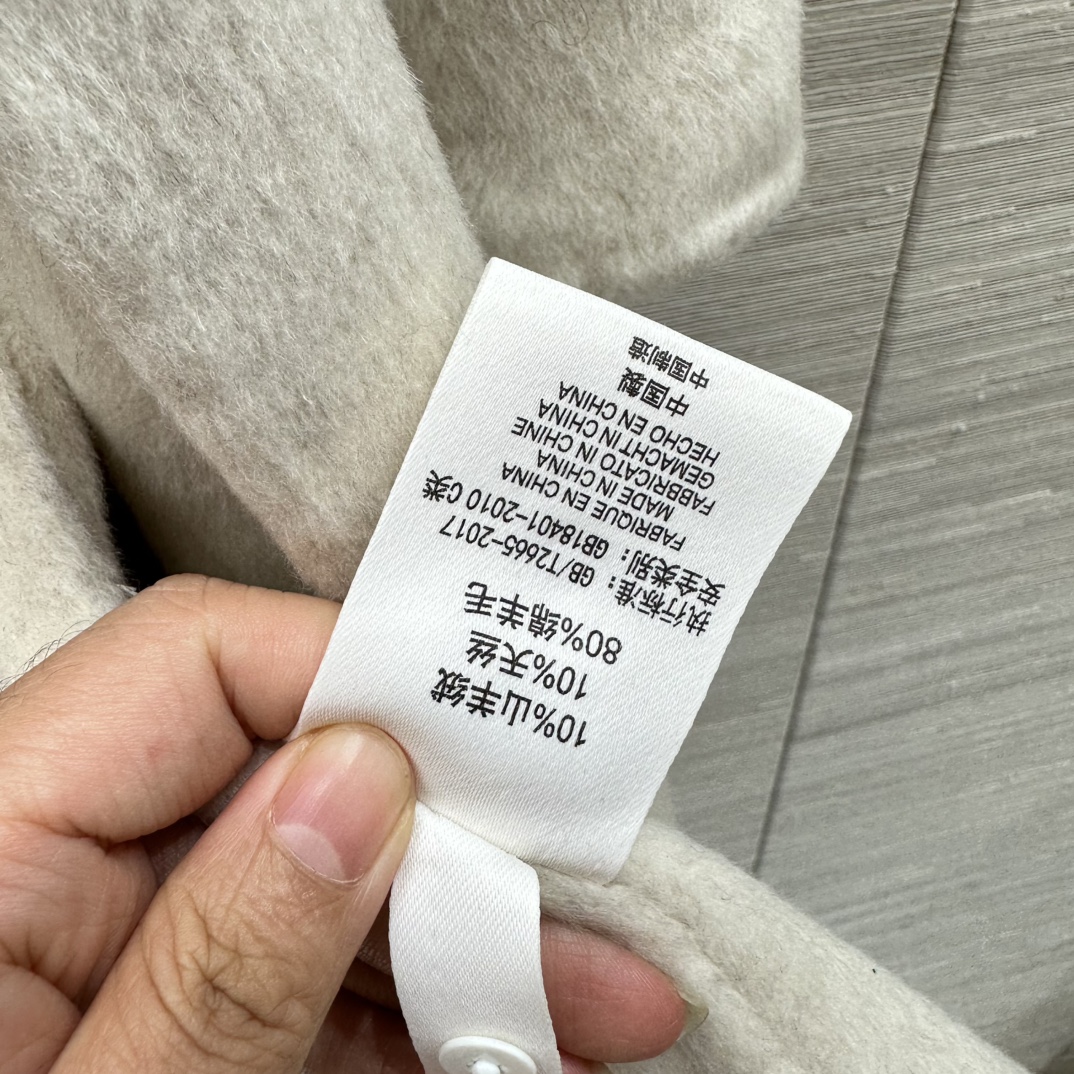 10%山羊绒
10%天丝
80%绵羊毛
执行标准：GB/T2665-2017
安全类别：GB18401-2010 C类
FABRIQUE EN CHINA
MADE IN CHINA
FABBRICATO IN CHINE
GEMACHTIN CHINA
HECHO EN CHINA
中国製
中国制造